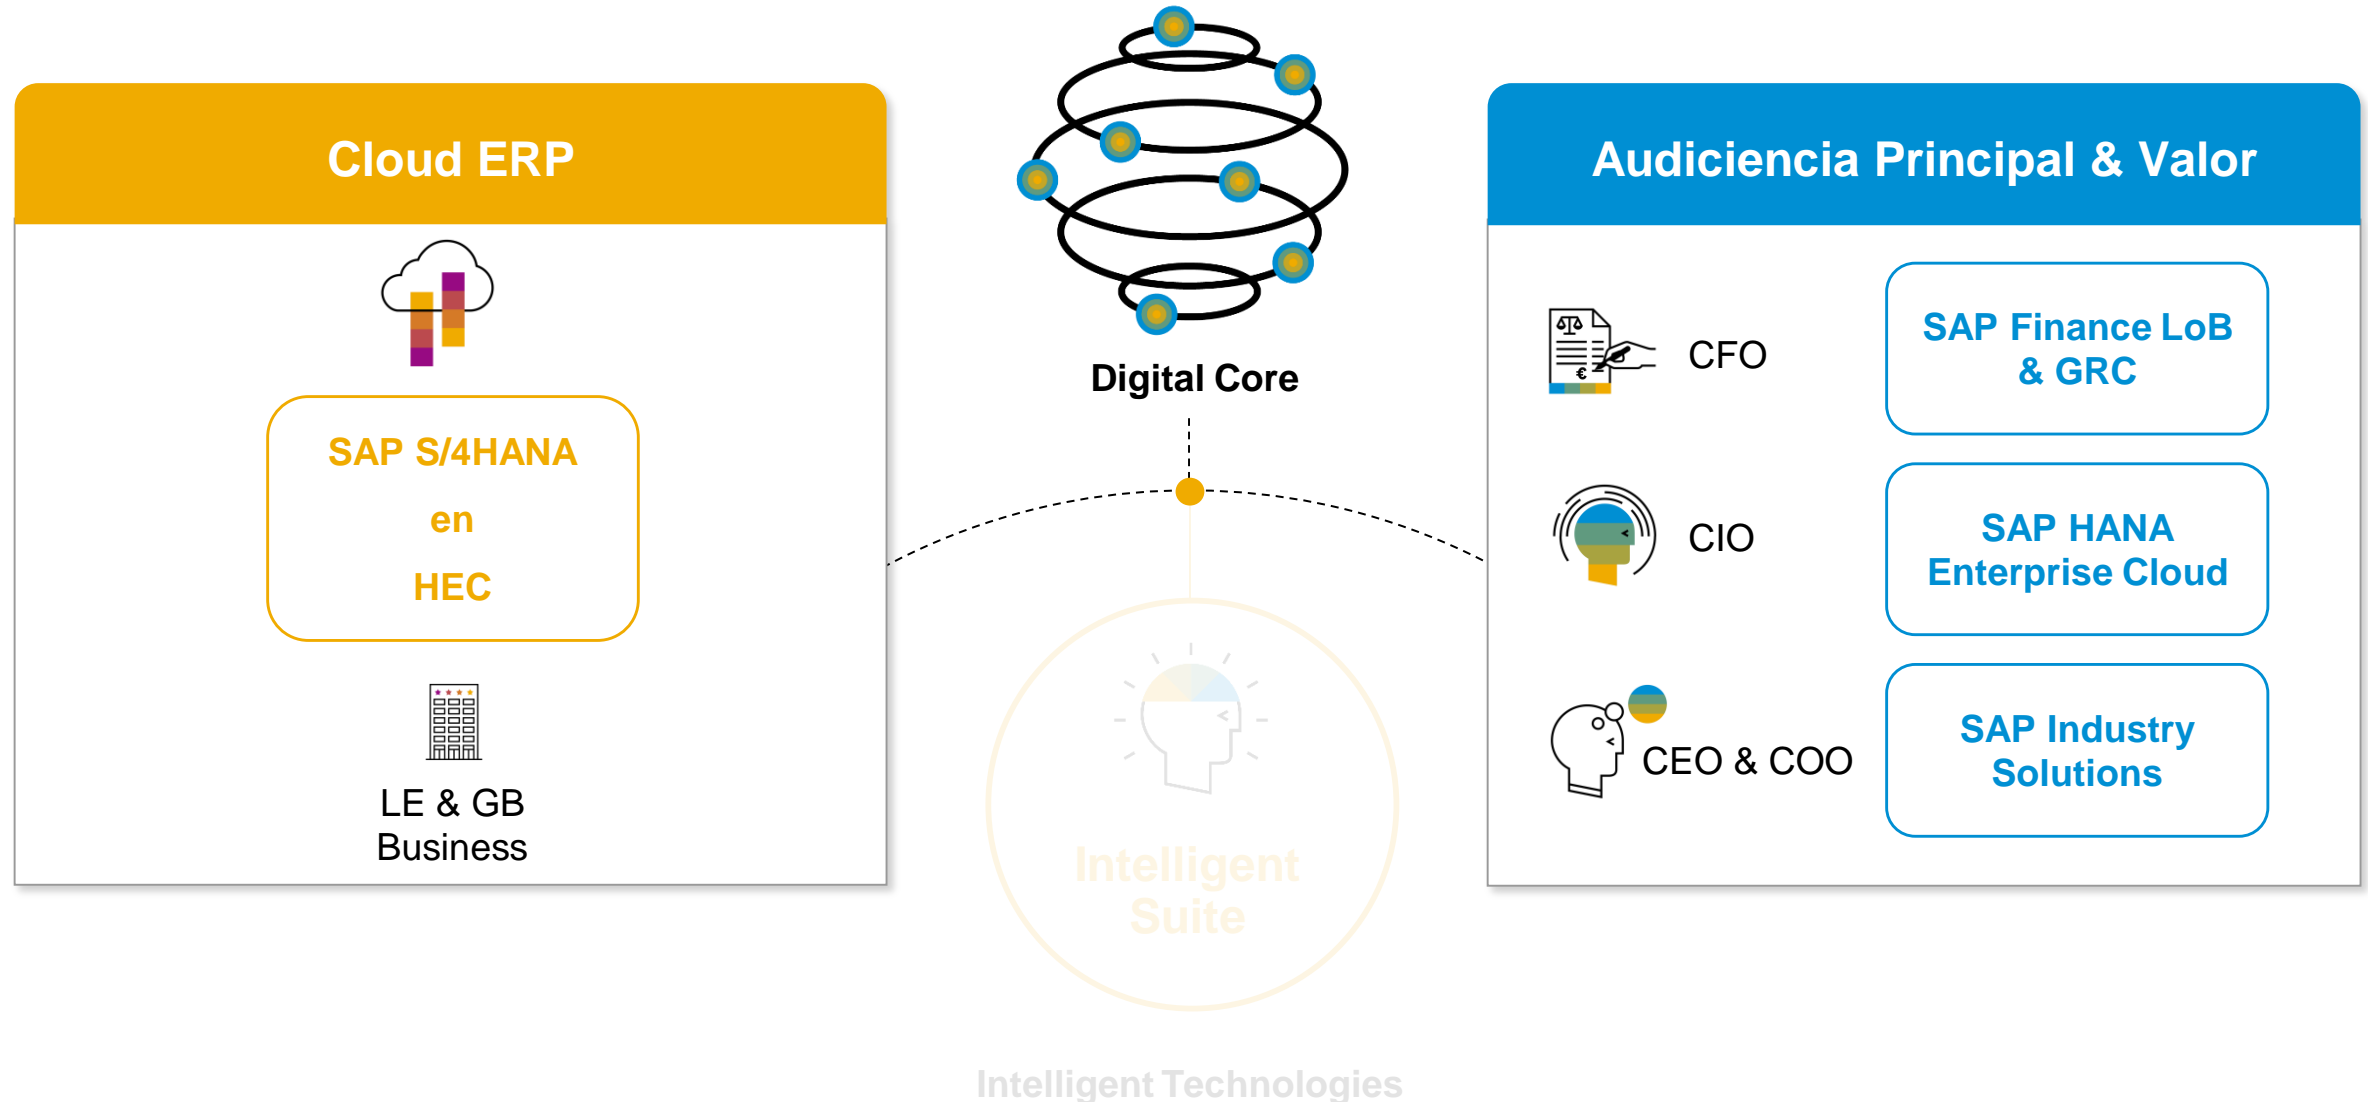 Cloud ERP
SAP S/4HANA
en
HEC
LE & GB
Business
Digital Core
Intelligent
Suite
Intelligent Technologies
Audiciencia Principal & Valor
€
CFO
SAP Finance LoB
& GRC
CIO
SAP HANA
Enterprise Cloud
CEO & COO
SAP Industry
Solutions